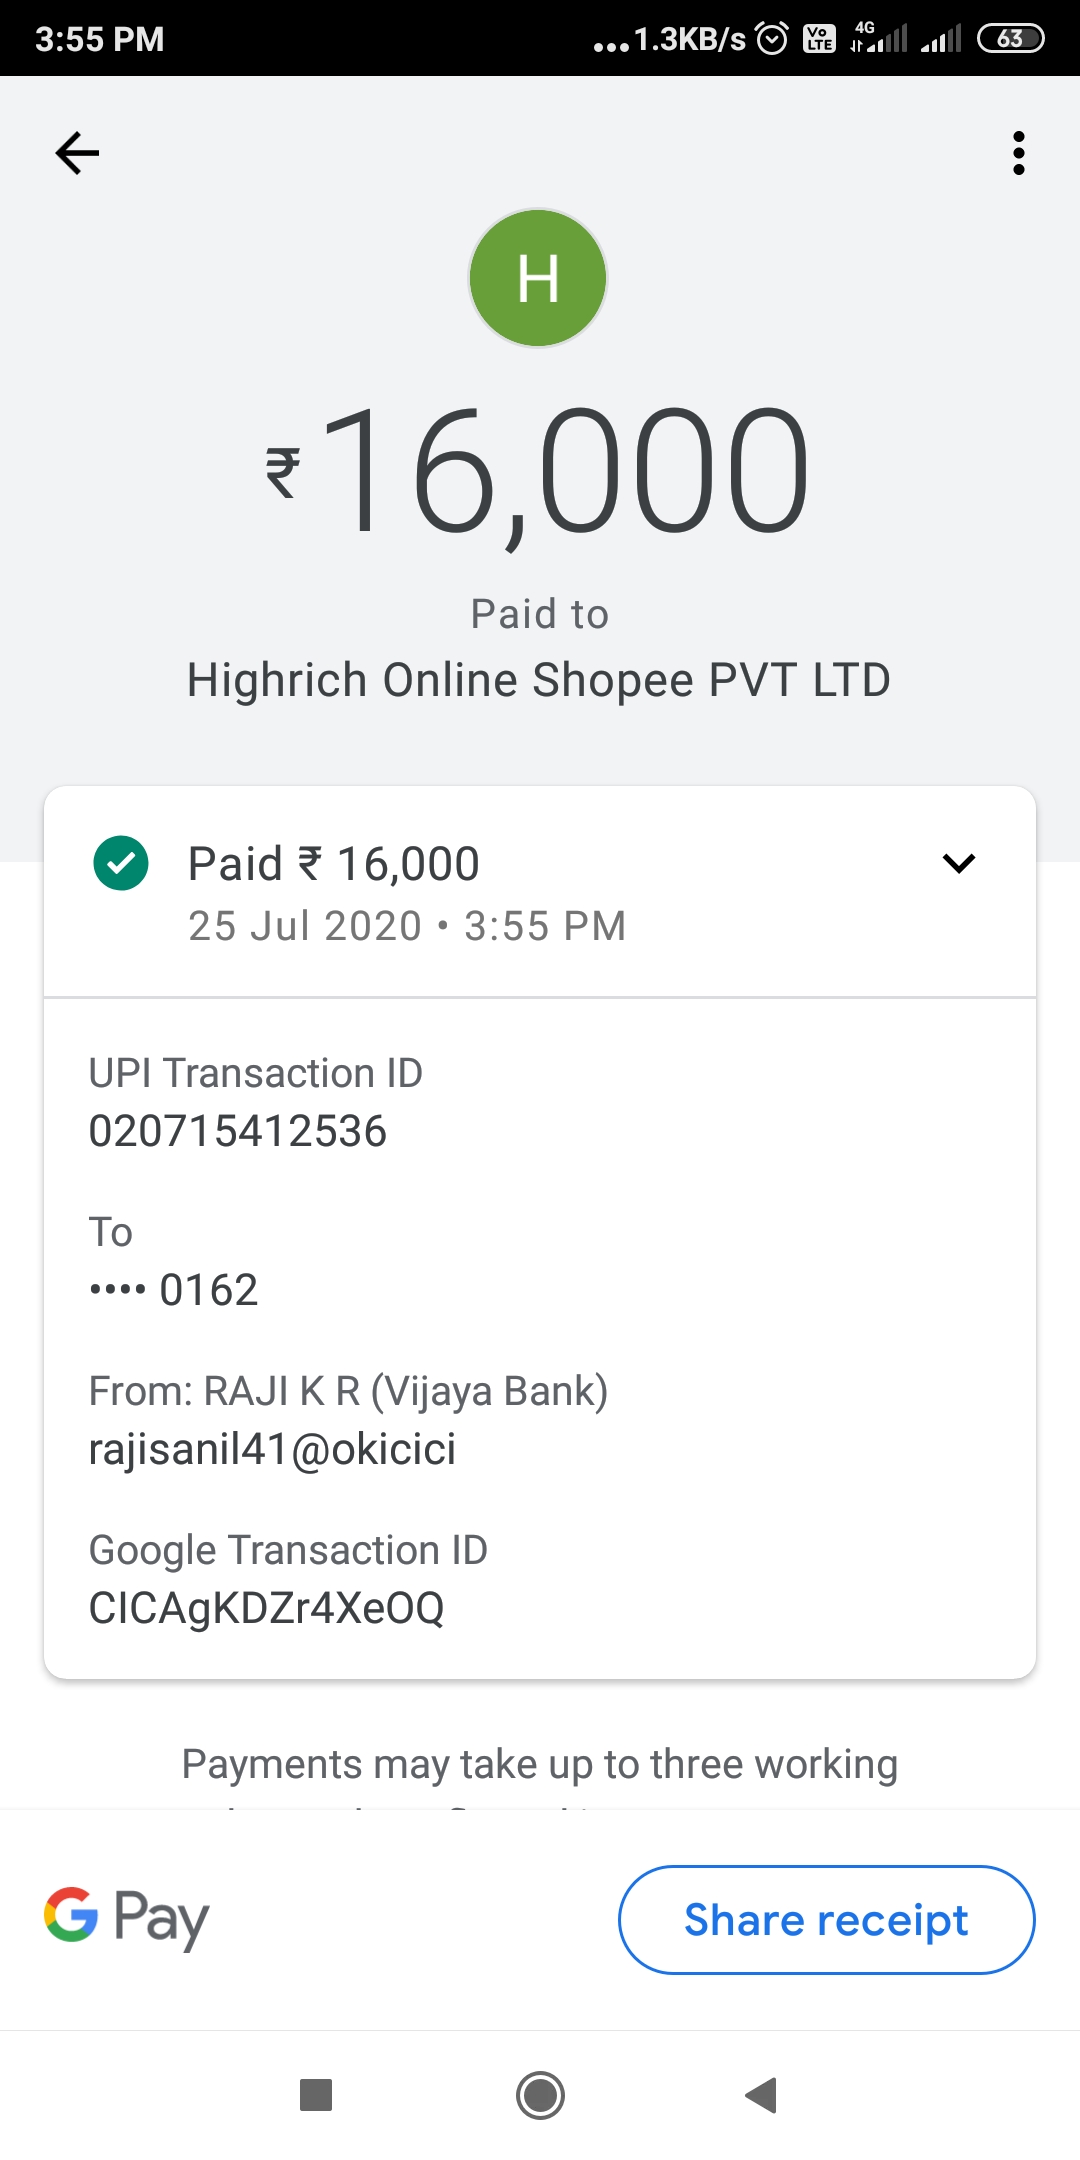 3:55 PM
...1.3KB/s Vo LTE 4G 63
H
₹16,000
Paid to
Highrich Online Shopee PVT LTD
Paid ₹ 16,000
25 Jul 2020 • 3:55 PM
UPI Transaction ID
020715412536
To
•••• 0162
From: RAJI K R (Vijaya Bank)
rajisanil41@okicici
Google Transaction ID
CICAgKDZr4XeOQ
Payments may take up to three working
G Pay
Share receipt